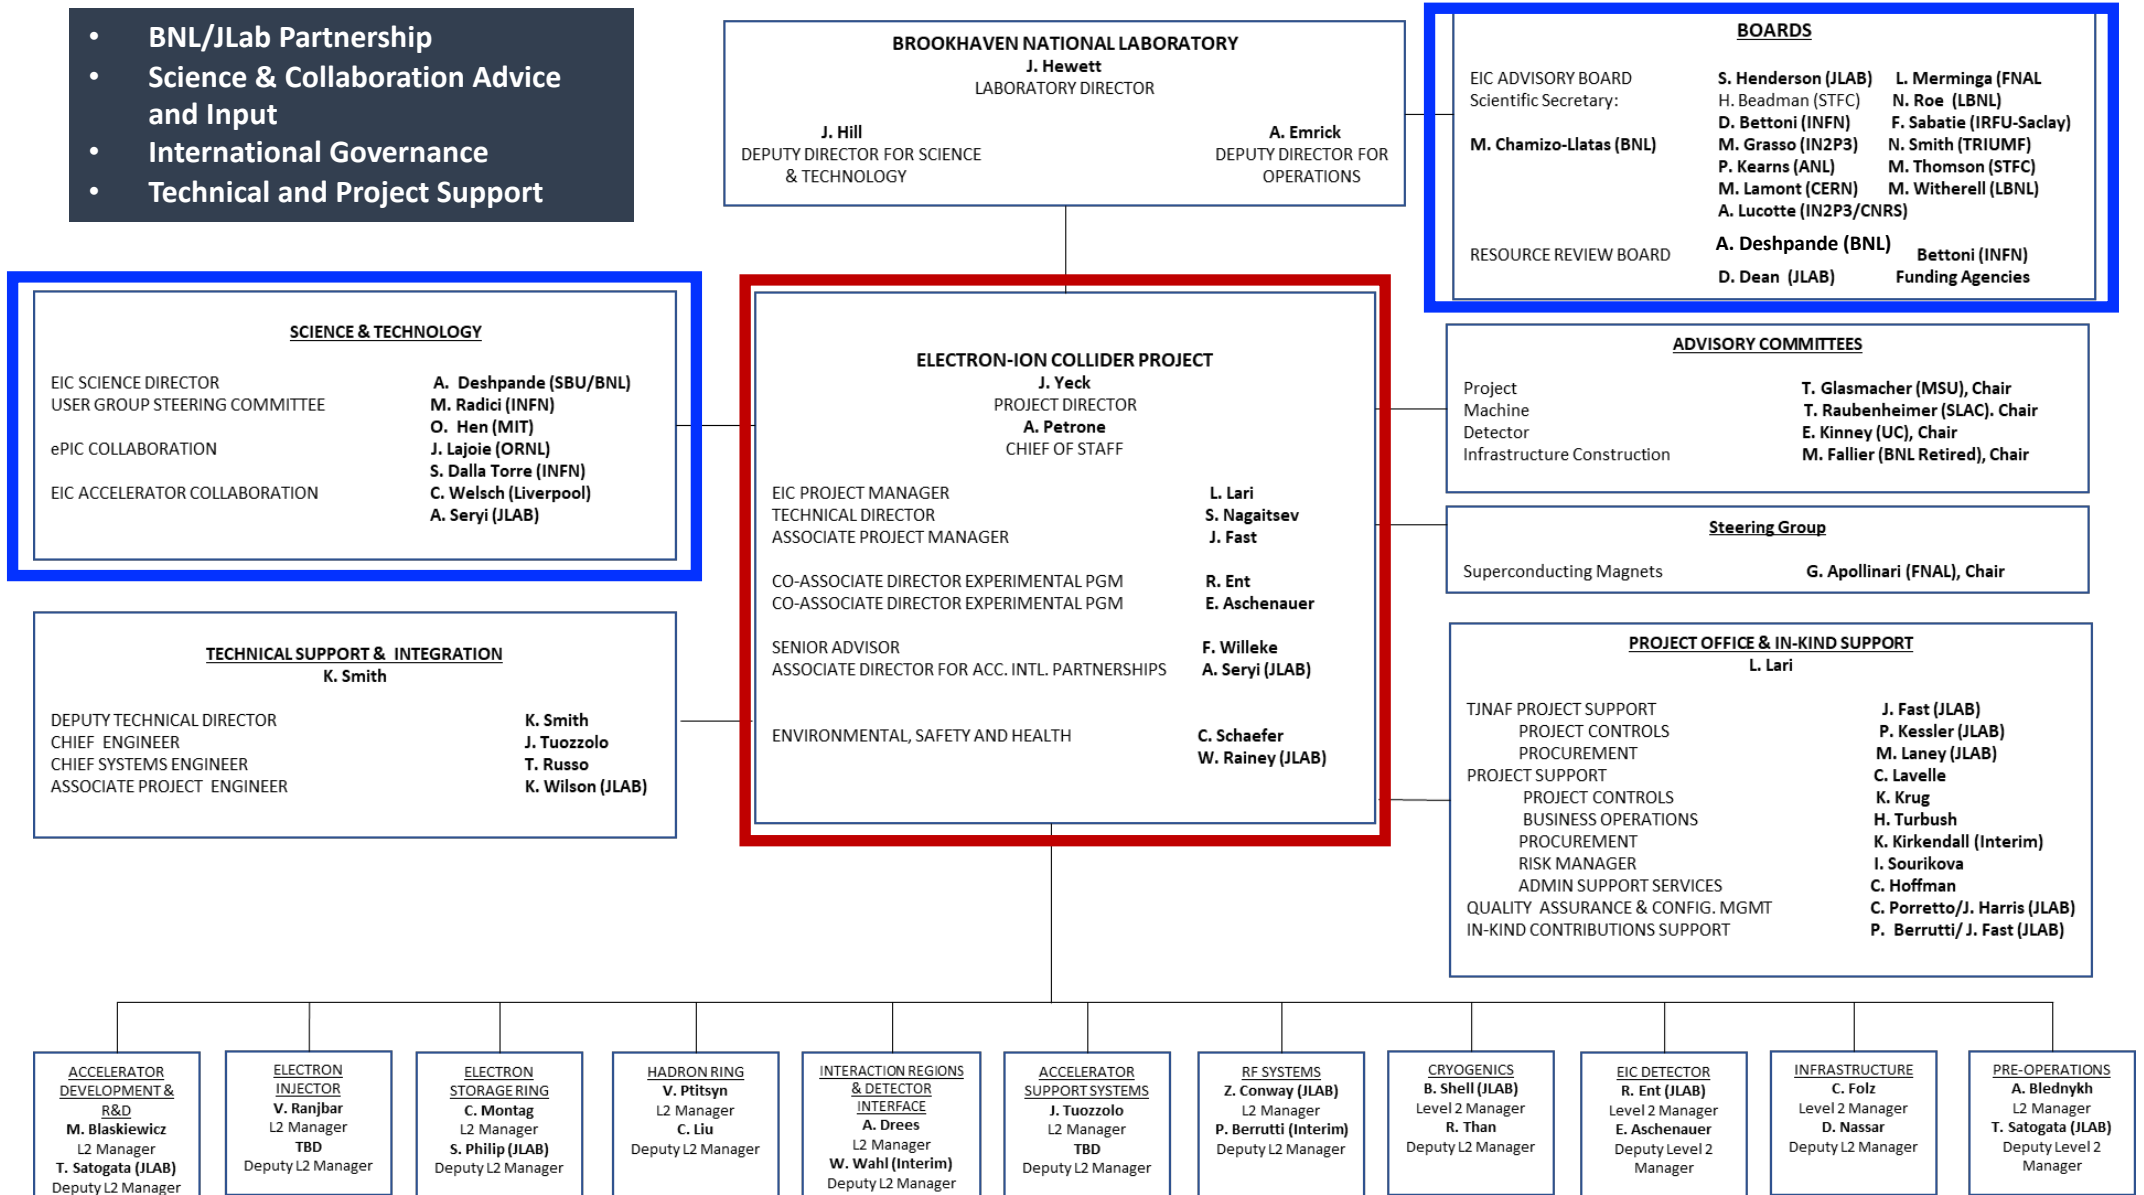 • BNL/JLab Partnership
• Science & Collaboration Advice
and Input
• International Governance
• Technical and Project Support
BROOKHAVEN NATIONAL LABORATORY
J. Hewett
LABORATORY DIRECTOR
J. Hill
DEPUTY DIRECTOR FOR SCIENCE
& TECHNOLOGY
A. Emrick
DEPUTY DIRECTOR FOR
OPERATIONS
BOARDS
EIC ADVISORY BOARD S. Henderson (JLAB) L. Merminga (FNAL
Scientific Secretary: H. Beadman (STFC) N. Roe (LBNL)
D. Bettoni (INFN) F. Sabatie (IRFU-Saclay)
M. Chamizo-Llatas (BNL) M. Grasso (IN2P3) N. Smith (TRIUMF)
P. Kearns (ANL) M. Thomson (STFC)
M. Lamont (CERN) M. Witherell (LBNL)
A. Lucotte (IN2P3/CNRS)
RESOURCE REVIEW BOARD A. Deshpande (BNL) Bettoni (INFN)
D. Dean (JLAB) Funding Agencies
SCIENCE & TECHNOLOGY
EIC SCIENCE DIRECTOR A. Deshpande (SBU/BNL)
USER GROUP STEERING COMMITTEE M. Radici (INFN)
O. Hen (MIT)
ePIC COLLABORATION J. Lajoie (ORNL)
S. Dalla Torre (INFN)
EIC ACCELERATOR COLLABORATION C. Welsch (Liverpool)
A. Seryi (JLAB)
ELECTRON-ION COLLIDER PROJECT
J. Yeck
PROJECT DIRECTOR
A. Petrone
CHIEF OF STAFF
EIC PROJECT MANAGER L. Lari
TECHNICAL DIRECTOR S. Nagaitsev
ASSOCIATE PROJECT MANAGER J. Fast
CO-ASSOCIATE DIRECTOR EXPERIMENTAL PGM R. Ent
CO-ASSOCIATE DIRECTOR EXPERIMENTAL PGM E. Aschenauer
SENIOR ADVISOR F. Willeke
ASSOCIATE DIRECTOR FOR ACC. INTL. PARTNERSHIPS A. Seryi (JLAB)
ENVIRONMENTAL, SAFETY AND HEALTH C. Schaefer
W. Rainey (JLAB)
ADVISORY COMMITTEES
Project T. Glasmacher (MSU), Chair
Machine T. Raubenheimer (SLAC). Chair
Detector E. Kinney (UC), Chair
Infrastructure Construction M. Fallier (BNL Retired), Chair
Steering Group
Superconducting Magnets G. Apollinari (FNAL), Chair
TECHNICAL SUPPORT & INTEGRATION
K. Smith
DEPUTY TECHNICAL DIRECTOR K. Smith
CHIEF ENGINEER J. Tuozzolo
CHIEF SYSTEMS ENGINEER T. Russo
ASSOCIATE PROJECT ENGINEER K. Wilson (JLAB)
PROJECT OFFICE & IN-KIND SUPPORT
L. Lari
TJNAF PROJECT SUPPORT J. Fast (JLAB)
PROJECT CONTROLS P. Kessler (JLAB)
PROCUREMENT M. Laney (JLAB)
PROJECT SUPPORT C. Lavelle
PROJECT CONTROLS K. Krug
BUSINESS OPERATIONS H. Turbush
PROCUREMENT K. Kirkendall (Interim)
RISK MANAGER I. Sourikova
ADMIN SUPPORT SERVICES C. Hoffman
QUALITY ASSURANCE & CONFIG. MGMT C. Porretto/J. Harris (JLAB)
IN-KIND CONTRIBUTIONS SUPPORT P. Berrutti/ J. Fast (JLAB)
ACCELERATOR
DEVELOPMENT &
R&D
M. Blaskiewicz
L2 Manager
T. Satogata (JLAB)
Deputy L2 Manager
ELECTRON
INJECTOR
V. Ranjbar
L2 Manager
TBD
Deputy L2 Manager
ELECTRON
STORAGE RING
C. Montag
L2 Manager
S. Philip (JLAB)
Deputy L2 Manager
HADRON RING
V. Ptitsyn
L2 Manager
C. Liu
Deputy L2 Manager
INTERACTION REGIONS
& DETECTOR
INTERFACE
A. Drees
L2 Manager
W. Wahl (Interim)
Deputy L2 Manager
ACCELERATOR
SUPPORT SYSTEMS
J. Tuozzolo
L2 Manager
TBD
Deputy L2 Manager
RF SYSTEMS
Z. Conway (JLAB)
L2 Manager
P. Berrutti (Interim)
Deputy L2 Manager
CRYOGENICS
B. Shell (JLAB)
Level 2 Manager
R. Than
Deputy L2 Manager
EIC DETECTOR
R. Ent (JLAB)
Level 2 Manager
E. Aschenauer
Deputy Level 2
Manager
INFRASTRUCTURE
C. Folz
Level 2 Manager
D. Nassar
Deputy L2 Manager
PRE-OPERATIONS
A. Blednykh
L2 Manager
T. Satogata (JLAB)
Deputy Level 2
Manager